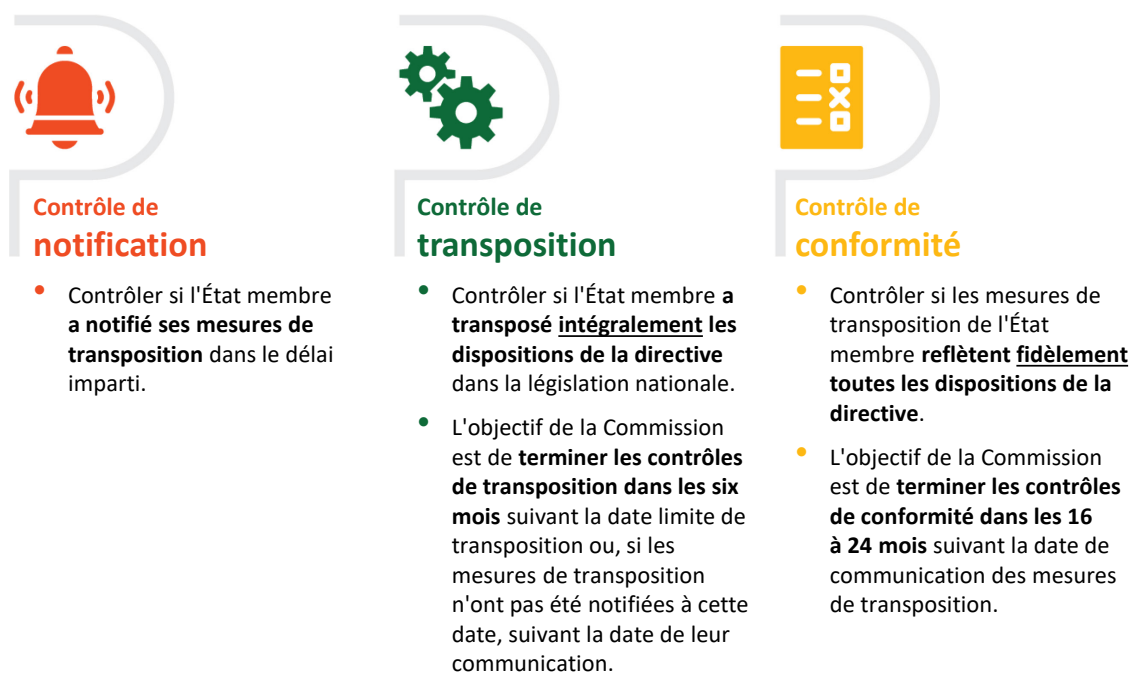 Contrôle de
notification
• Contrôler si l'État membre
a notifié ses mesures de
transposition dans le délai
imparti.
Contrôle de
transposition
• Contrôler si l'État membre a
transposé intégralement les
dispositions de la directive
dans la législation nationale.
• L'objectif de la Commission
est de terminer les contrôles
de transposition dans les six
mois suivant la date limite de
transposition ou, si les
mesures de transposition
n'ont pas été notifiées à cette
date, suivant la date de leur
communication.
Contrôle de
conformité
• Contrôler si les mesures de
transposition de l'État
membre reflètent fidèlement
toutes les dispositions de la
directive.
• L'objectif de la Commission
est de terminer les contrôles
de conformité dans les 16
à 24 mois suivant la date de
communication des mesures
de transposition.